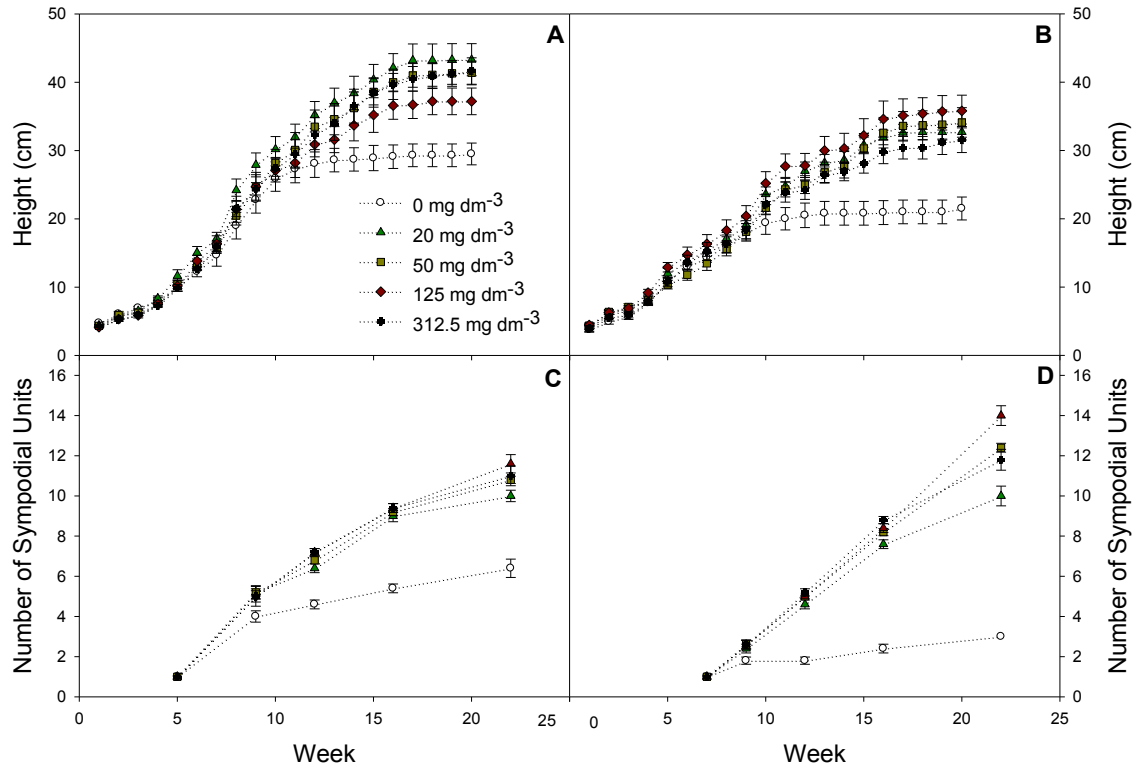 50
40
30
20
10
0
Height (cm)
A
0 mg dm-3
20 mg dm-3
50 mg dm-3
125 mg dm-3
312.5 mg dm-3
B
50
40
30
20
10
0
Height (cm)
16
14
12
10
8
6
4
2
0
Number of Sympodial Units
C
D
16
14
12
10
8
6
4
2
0
Number of Sympodial Units
0 5 10 15 20 25
0 5 10 15 20 25
Week
Week